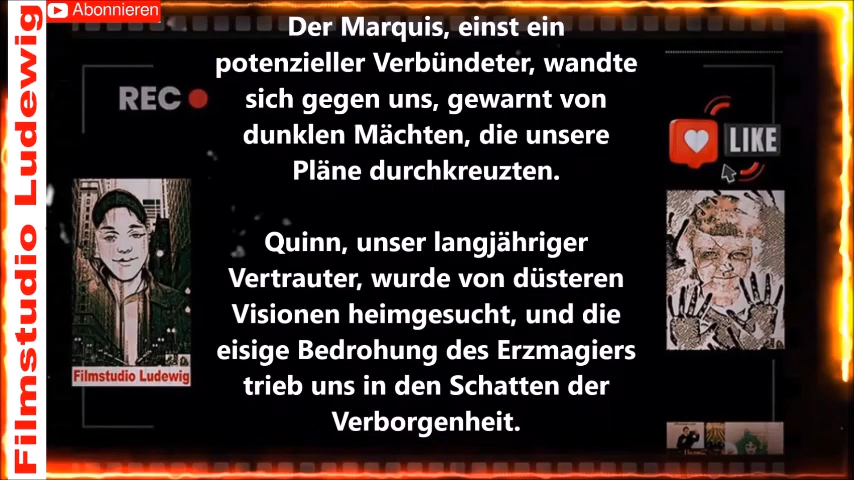 Abonnieren
Filmstudio Ludewig
Der Marquis, einst ein
potenzieller Verbündeter, wandte
sich gegen uns, gewarnt von
dunklen Mächten, die unsere
Pläne durchkreuzten.
Quinn, unser langjähriger
Vertrauter, wurde von düsteren
Visionen heimgesucht, und die
eisige Bedrohung des Erzmagiers
trieb uns in den Schatten der
Verborgenheit.
REC
LIKE
Filmstudio Ludewig